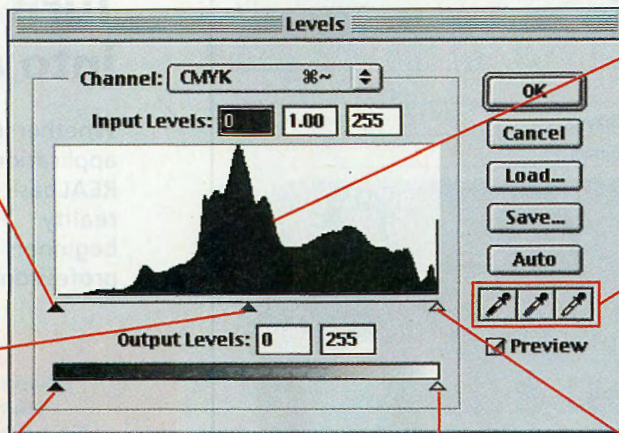 Levels
Channel: CMYK ⌘~
Input Levels: 0 1.00 255
Output Levels: 0 255
OK
Cancel
Load...
Save...
Auto
Preview